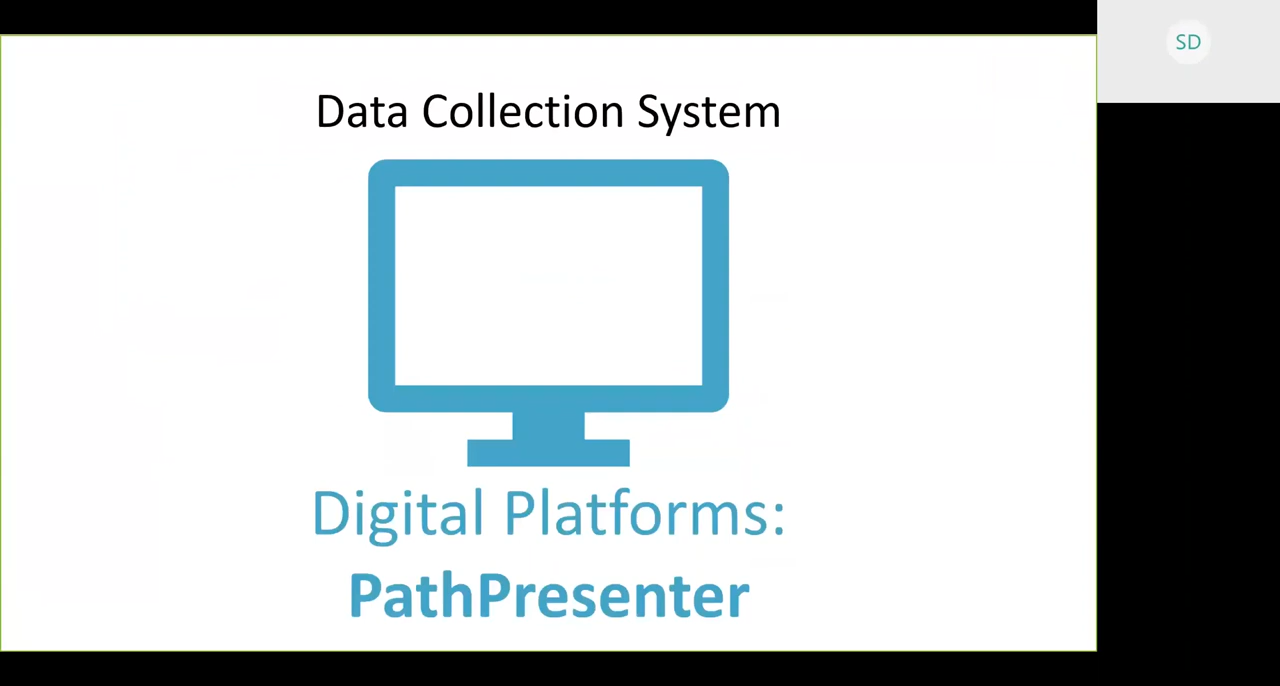 Data Collection System
SD
Digital Platforms:
PathPresenter